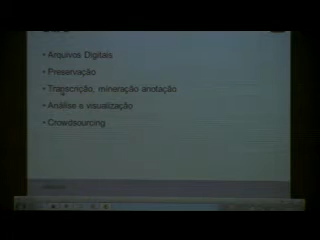 • Arquivos Digitais
• Preservação
• Transcrição, mineração anotação
• Análise e visualização
• Crowdsourcing